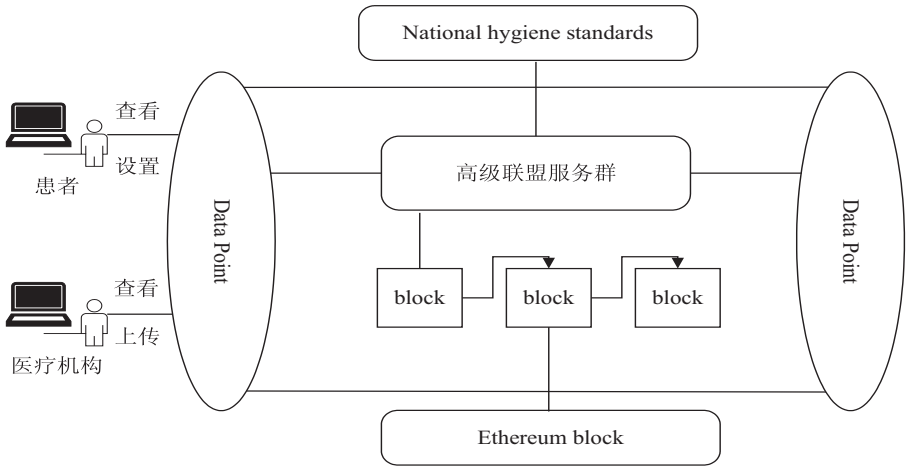 National hygiene standards
查看
设置
患者
高级联盟服务群
Data Point
Data Point
查看
上传
医疗机构
block
block
block
Ethereum block